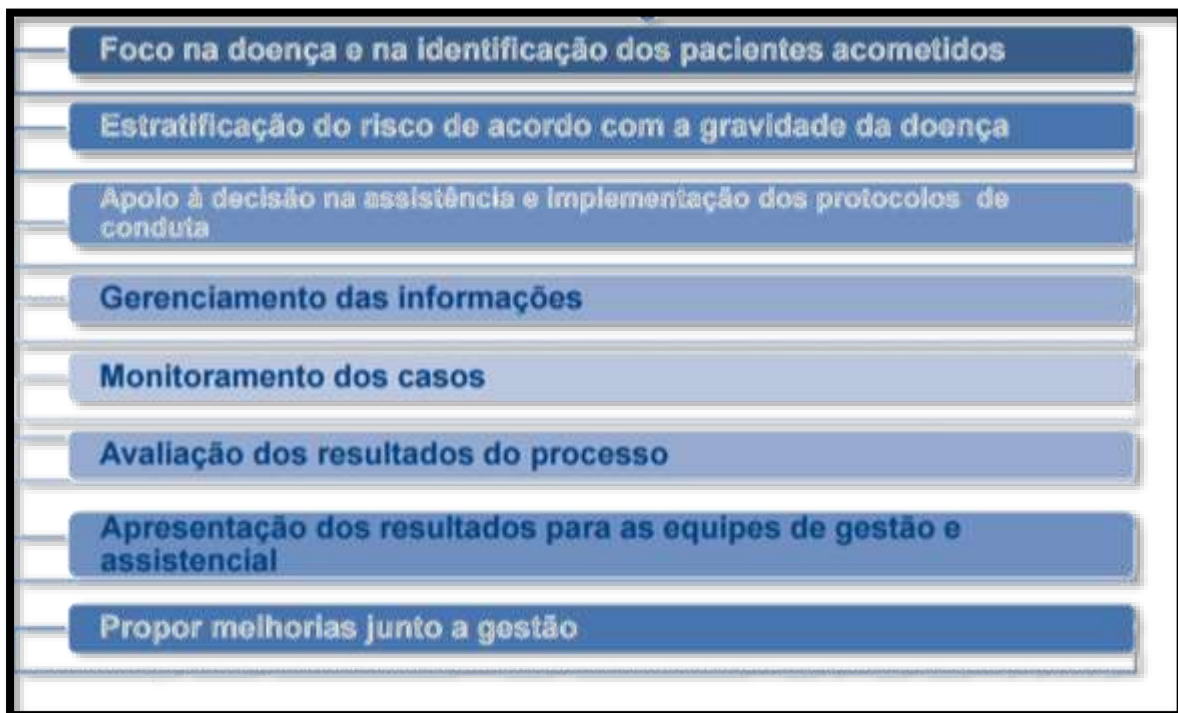 Foco na doença e na identificação dos pacientes acometidos
Estratificação do risco de acordo com a gravidade da doença
Apoio à decisão na assistência e implementação dos protocolos de
conduta
Gerenciamento das informações
Monitoramento dos casos
Avaliação dos resultados do processo
Apresentação dos resultados para as equipes de gestão e
assistencial
Propor melhorias junto a gestão